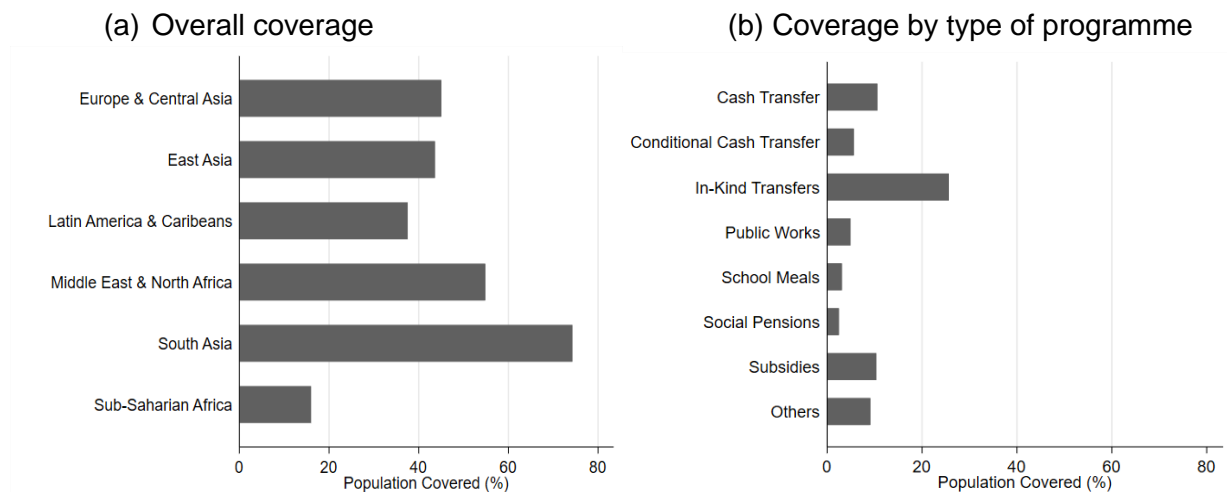 (a) Overall coverage
Europe & Central Asia
East Asia
Latin America & Caribeans
Middle East & North Africa
South Asia
Sub-Saharian Africa
0 20 40 60 80
Population Covered (%)
(b) Coverage by type of programme
Cash Transfer
Conditional Cash Transfer
In-Kind Transfers
Public Works
School Meals
Social Pensions
Subsidies
Others
0 20 40 60 80
Population Covered (%)